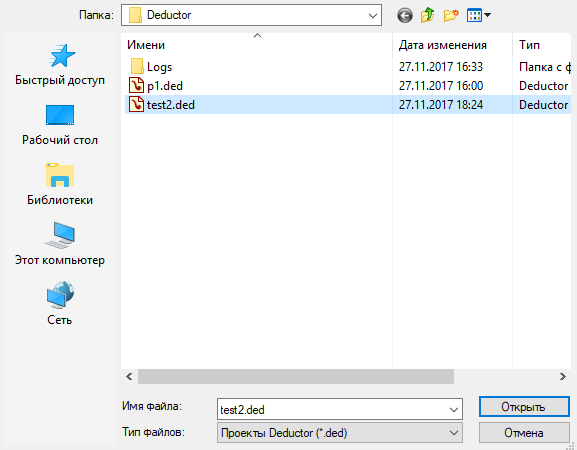 Папка: Deductor
Имени Дата изменения Тип
Logs 27.11.2017 16:33 Папка с ф
p1.ded 27.11.2017 16:00 Deductor
test2.ded 27.11.2017 18:24 Deductor
Быстрый доступ
Рабочий стол
Библиотеки
Этот компьютер
Сеть
Имя файла: test2.ded Открыть
Тип файлов: Проекты Deductor (*.ded) Отмена